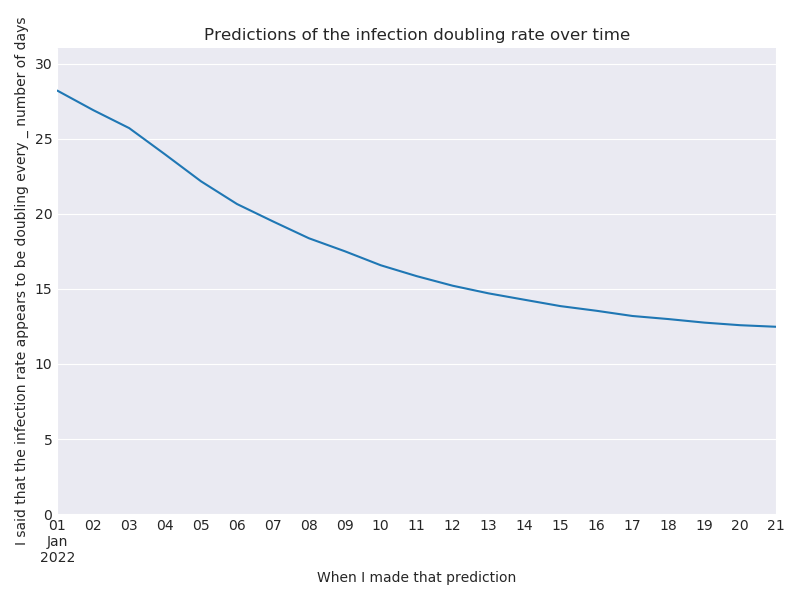 Predictions of the infection doubling rate over time
I said that the infection rate appears to be doubling every _ number of days
30
25
20
15
10
5
0
01 02 03 04 05 06 07 08 09 10 11 12 13 14 15 16 17 18 19 20 21
Jan
2022
When I made that prediction